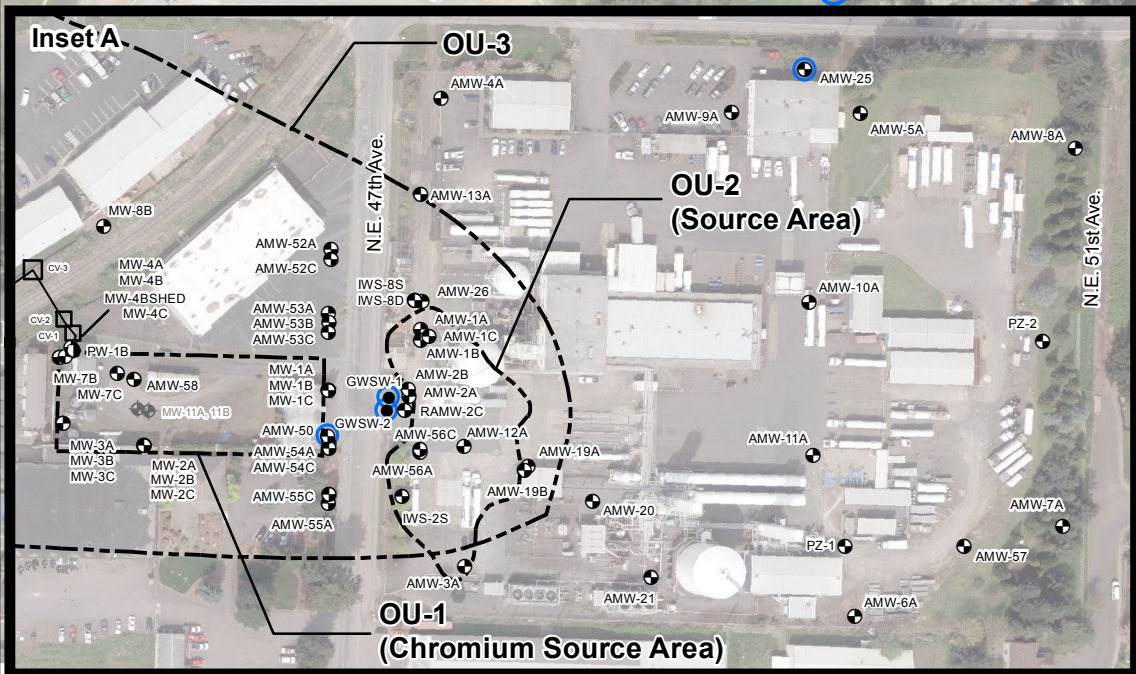 Inset A
OU-3
AMW-4A
AMW-25
AMW-9A
AMW-5A
AMW-8A
N.E. 47th Ave.
AMW-13A
OU-2
(Source Area)
N.E. 51st Ave.
MW-8B
AMW-52A
AMW-52C
CV-3
MW-4A
MW-4B
MW-4BSHED
MW-4C
IWS-8S
IWS-8D
AMW-26
AMW-10A
CV-2
CV-1
AMW-53A
AMW-53B
AMW-53C
AMW-1A
AMW-1C
AMW-1B
PZ-2
PW-1B
MW-7B
MW-7C
AMW-58
MW-1A
MW-1B
MW-1C
GWSW-1
AMW-2B
AMW-2A
RAMW-2C
MW-11A, 11B
GWSW-2
AMW-50
AMW-56C
AMW-12A
AMW-11A
MW-3A
MW-3B
MW-3C
MW-2A
MW-2B
MW-2C
AMW-54A
AMW-54C
AMW-56A
AMW-19A
AMW-19B
AMW-55C
AMW-55A
IWS-2S
AMW-20
AMW-7A
PZ-1
AMW-57
AMW-3A
AMW-21
AMW-6A
OU-1
(Chromium Source Area)